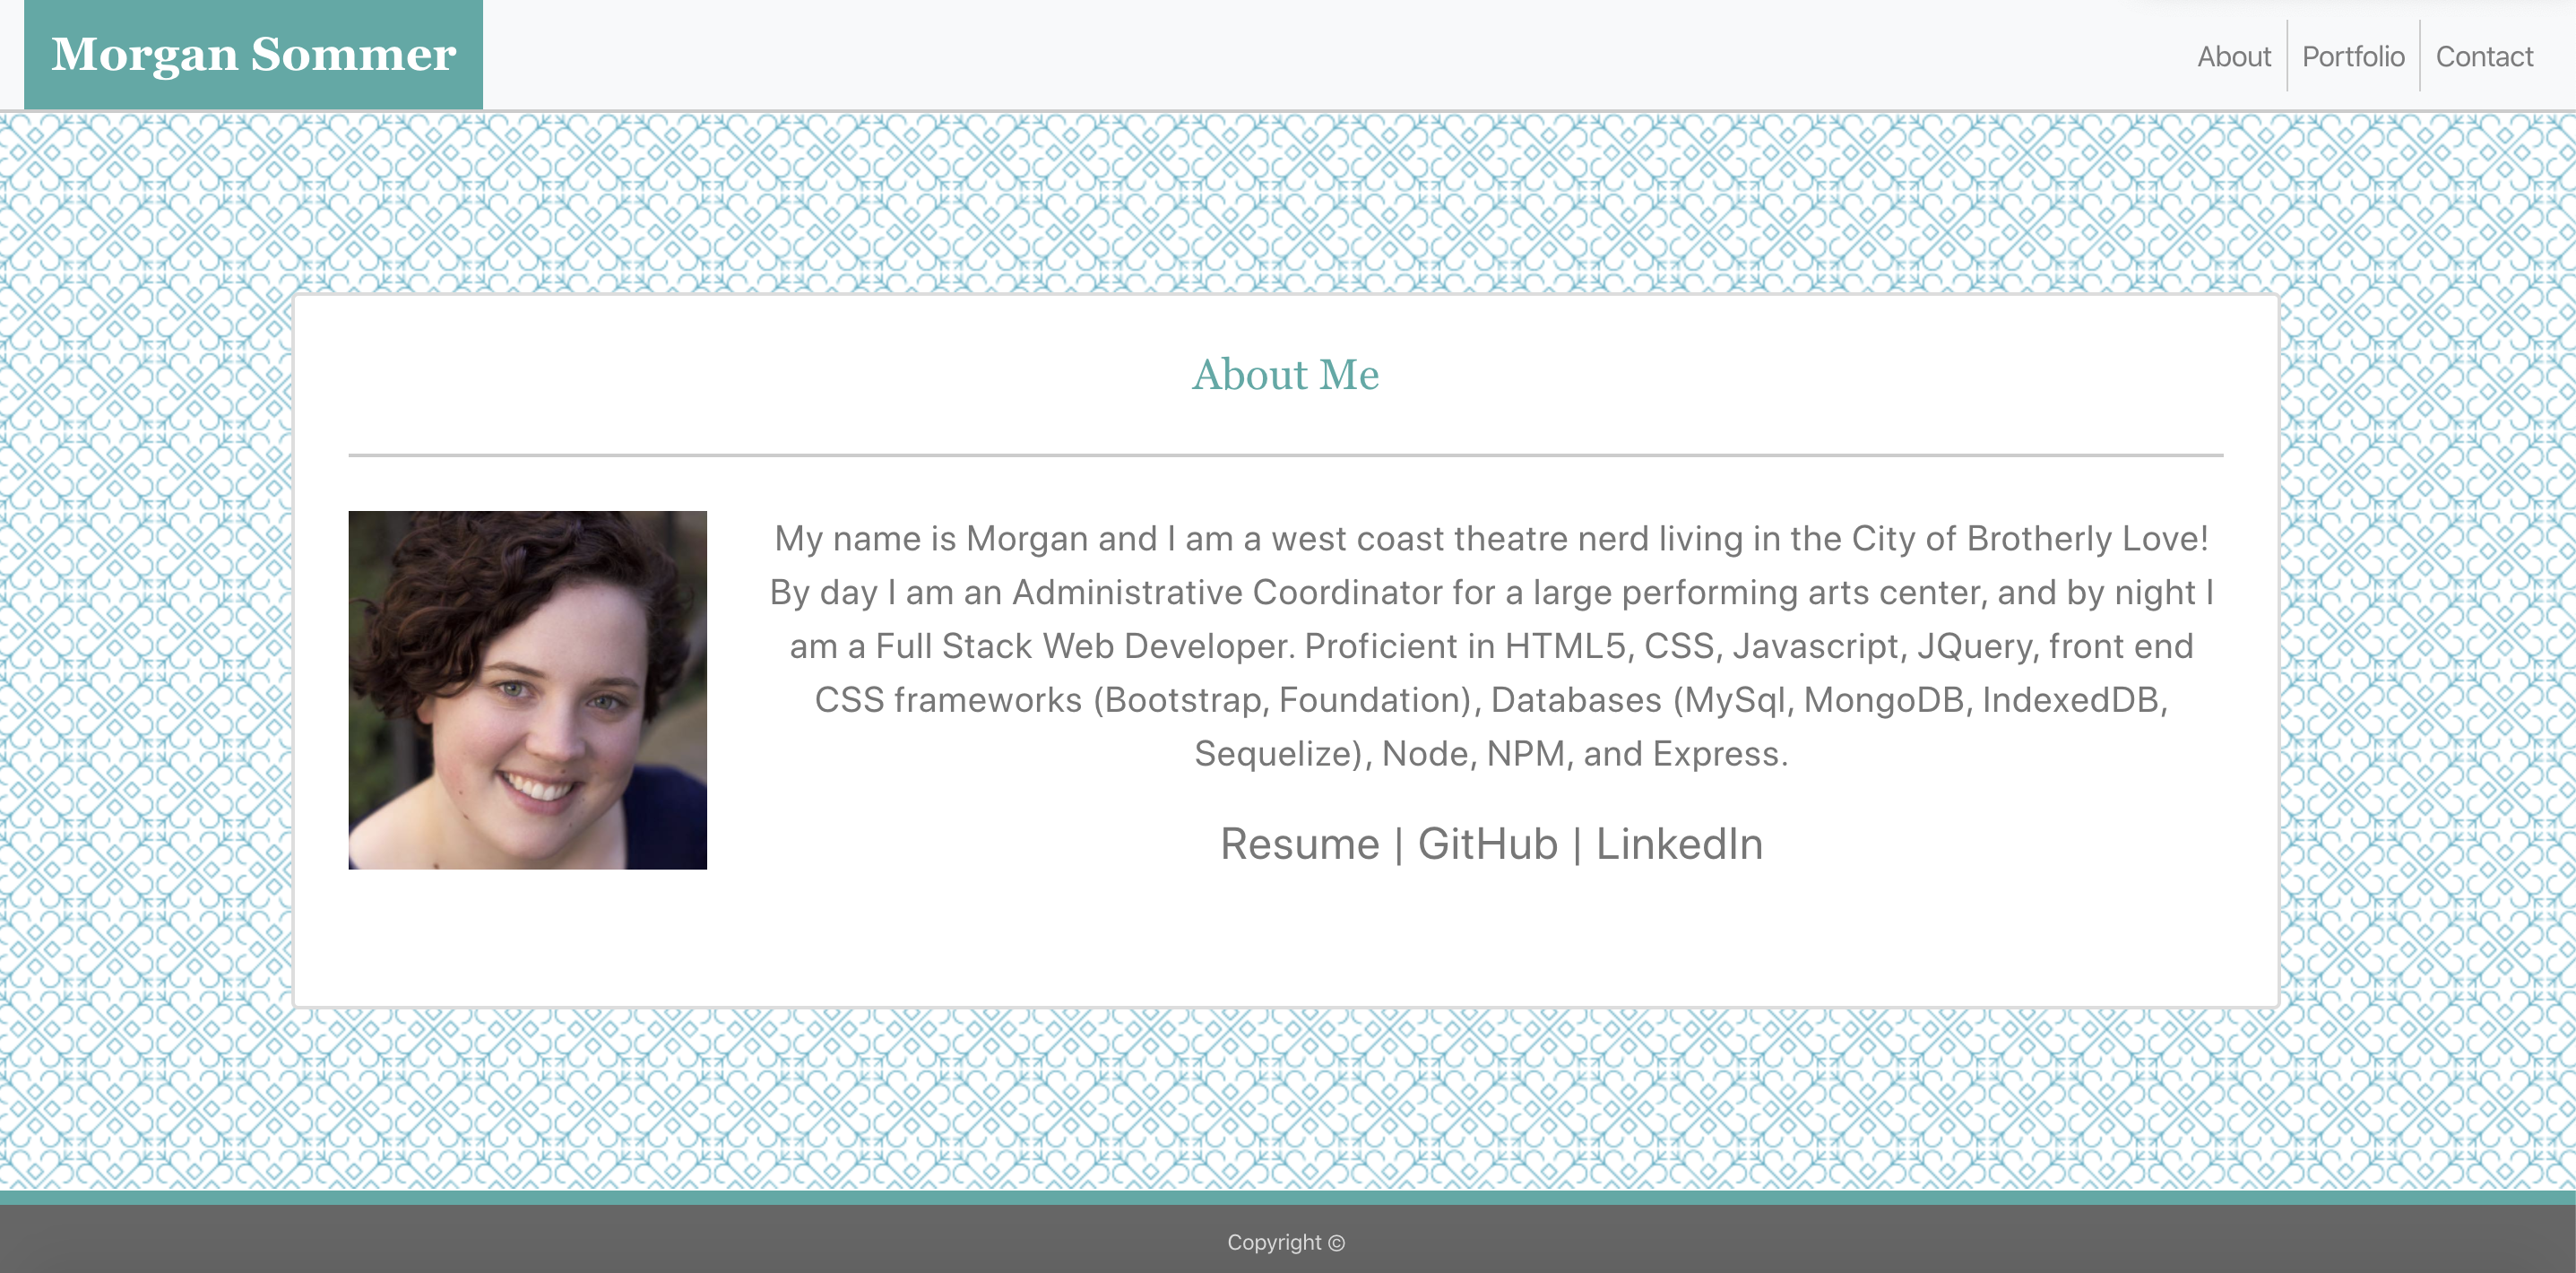 Morgan Sommer
About
Portfolio
Contact
About Me
My name is Morgan and I am a west coast theatre nerd living in the City of Brotherly Love!
By day I am an Administrative Coordinator for a large performing arts center, and by night I
am a Full Stack Web Developer. Proficient in HTML5, CSS, Javascript, JQuery, front end
CSS frameworks (Bootstrap, Foundation), Databases (MySql, MongoDB, IndexedDB,
Sequelize), Node, NPM, and Express.
Resume | GitHub | LinkedIn
Copyright ©